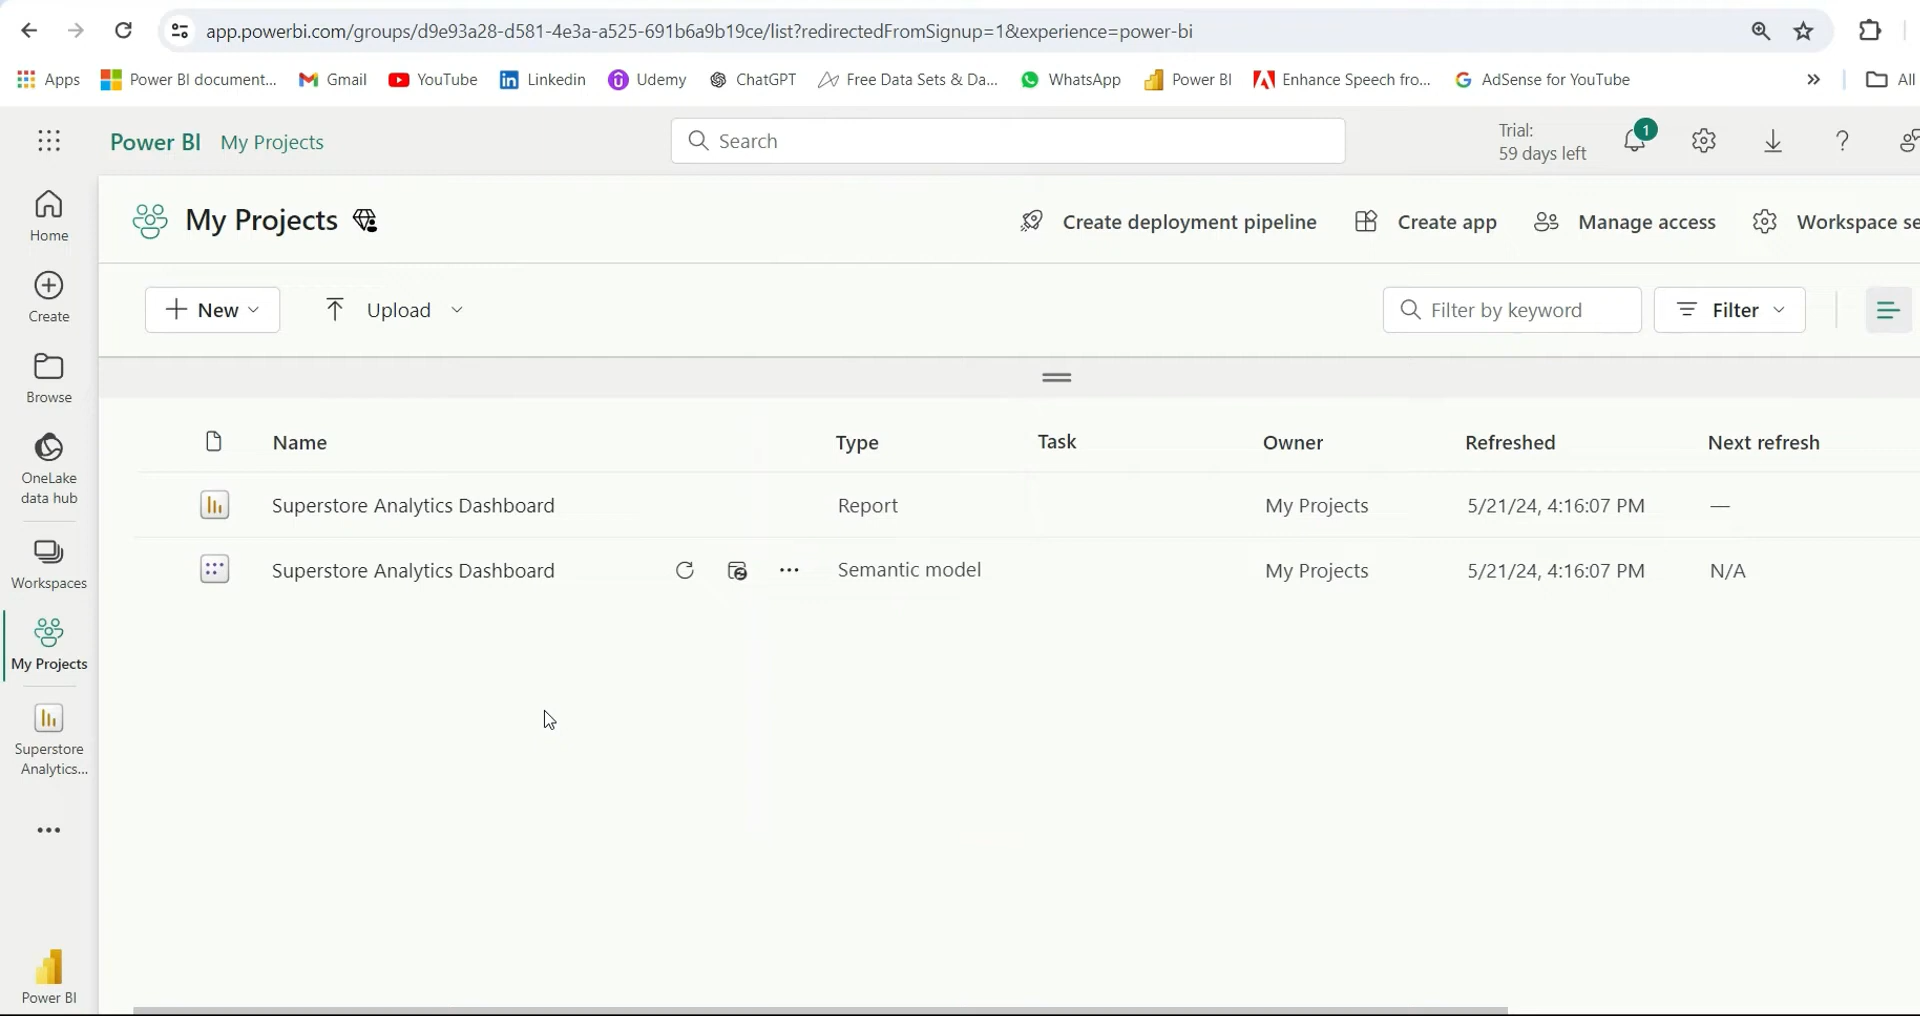 app.powerbi.com/groups/d9e93a28-d581-4e3a-a525-691b6a9b19ce/list?redirectedFromSignup=1&experience=power-bi
Apps Power BI document... Gmail YouTube Linkedin Udemy ChatGPT Free Data Sets & Da... WhatsApp Power BI Enhance Speech fro... AdSense for YouTube » All
Power BI My Projects Search Trial: 59 days left 1 ?
Home
My Projects Create deployment pipeline Create app Manage access Workspace se
Create
New Upload Filter by keyword Filter
Browse
OneLake data hub
Name Type Task Owner Refreshed Next refresh
Superstore Analytics Dashboard Report My Projects 5/21/24, 4:16:07 PM —
Superstore Analytics Dashboard ... Semantic model My Projects 5/21/24, 4:16:07 PM N/A
Workspaces
My Projects
Superstore
Analytics...
...
Power BI